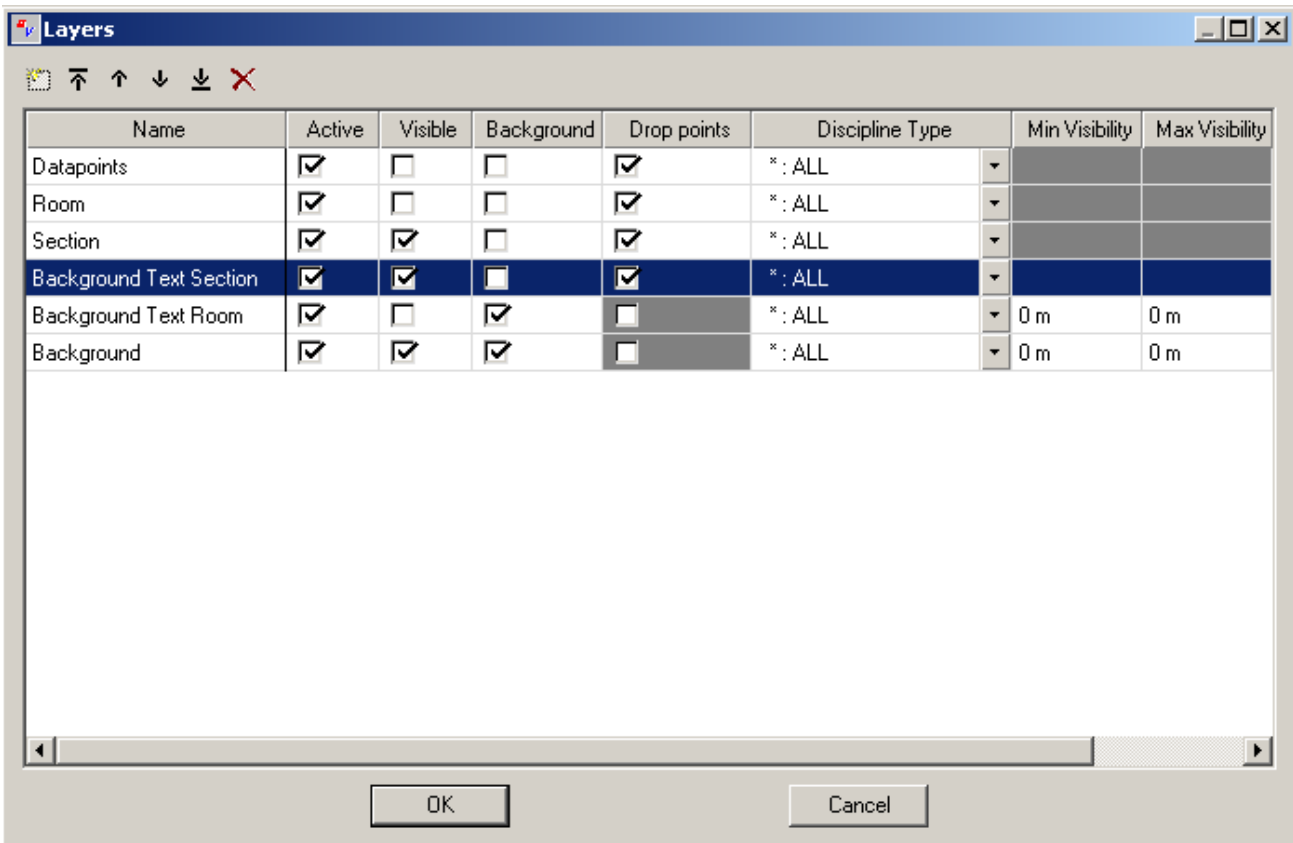 Layers
Name Active Visible Background Drop points Discipline Type Min Visibility Max Visibility
Datapoints * : ALL
Room * : ALL
Section * : ALL
Background Text Section * : ALL
Background Text Room * : ALL 0 m 0 m
Background * : ALL 0 m 0 m
OK Cancel